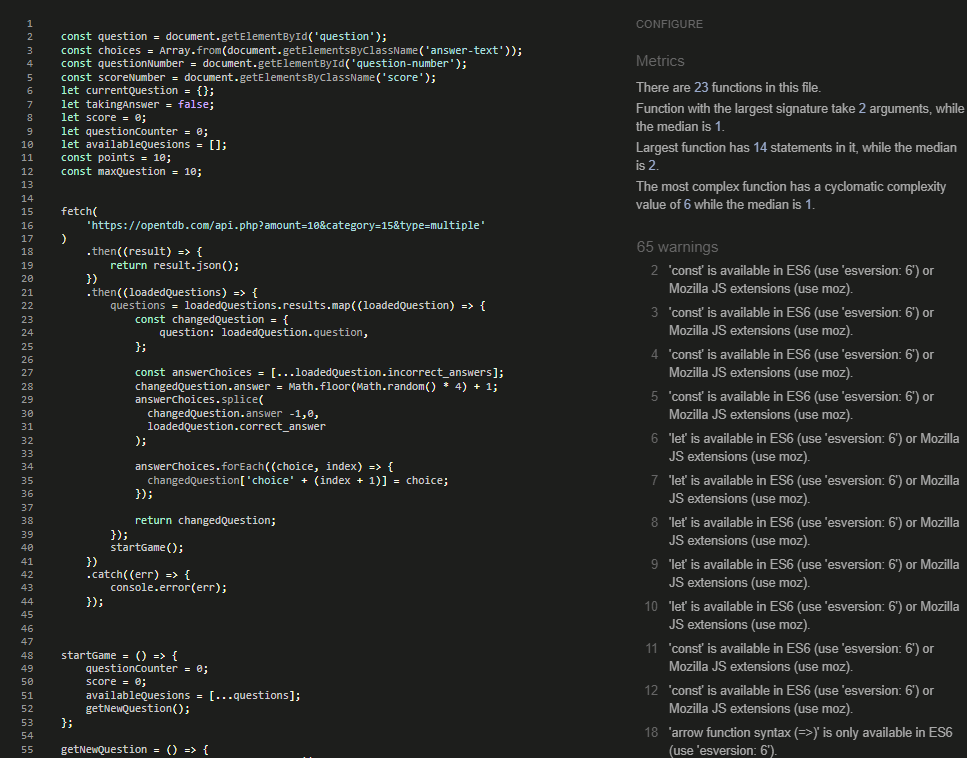 1
2 const question = document.getElementById('question');
3 const choices = Array.from(document.getElementsByClassName('answer-text'));
4 const questionNumber = document.getElementById('question-number');
5 const scoreNumber = document.getElementsByClassName('score');
6 let currentQuestion = {};
7 let takingAnswer = false;
8 let score = 0;
9 let questionCounter = 0;
10 let availableQuesions = [];
11 const points = 10;
12 const maxQuestion = 10;
13
14
15 fetch(
16 'https://opentdb.com/api.php?amount=10&category=15&type=multiple'
17 )
18 .then((result) => {
19 return result.json();
20 })
21 .then((loadedQuestions) => {
22 questions = loadedQuestions.results.map((loadedQuestion) => {
23 const changedQuestion = {
24 question: loadedQuestion.question,
25 };
26
27 const answerChoices = [...loadedQuestion.incorrect_answers];
28 changedQuestion.answer = Math.floor(Math.random() * 4) + 1;
29 answerChoices.splice(
30 changedQuestion.answer -1,0,
31 loadedQuestion.correct_answer
32 );
33
34 answerChoices.forEach((choice, index) => {
35 changedQuestion['choice' + (index + 1)] = choice;
36 });
37
38 return changedQuestion;
39 });
40 startGame();
41 })
42 .catch((err) => {
43 console.error(err);
44 });
45
46
47
48 startGame = () => {
49 questionCounter = 0;
50 score = 0;
51 availableQuesions = [...questions];
52 getNewQuestion();
53 };
54
55 getNewQuestion = () => {
CONFIGURE
Metrics
There are 23 functions in this file.
Function with the largest signature take 2 arguments, while
the median is 1.
Largest function has 14 statements in it, while the median
is 2.
The most complex function has a cyclomatic complexity
value of 6 while the median is 1.
65 warnings
2 'const' is available in ES6 (use 'esversion: 6') or
Mozilla JS extensions (use moz).
3 'const' is available in ES6 (use 'esversion: 6') or
Mozilla JS extensions (use moz).
4 'const' is available in ES6 (use 'esversion: 6') or
Mozilla JS extensions (use moz).
5 'const' is available in ES6 (use 'esversion: 6') or
Mozilla JS extensions (use moz).
6 'let' is available in ES6 (use 'esversion: 6') or Mozilla
JS extensions (use moz).
7 'let' is available in ES6 (use 'esversion: 6') or Mozilla
JS extensions (use moz).
8 'let' is available in ES6 (use 'esversion: 6') or Mozilla
JS extensions (use moz).
9 'let' is available in ES6 (use 'esversion: 6') or Mozilla
JS extensions (use moz).
10 'let' is available in ES6 (use 'esversion: 6') or Mozilla
JS extensions (use moz).
11 'const' is available in ES6 (use 'esversion: 6') or
Mozilla JS extensions (use moz).
12 'const' is available in ES6 (use 'esversion: 6') or
Mozilla JS extensions (use moz).
18 'arrow function syntax (=>)' is only available in ES6
(use 'esversion: 6').